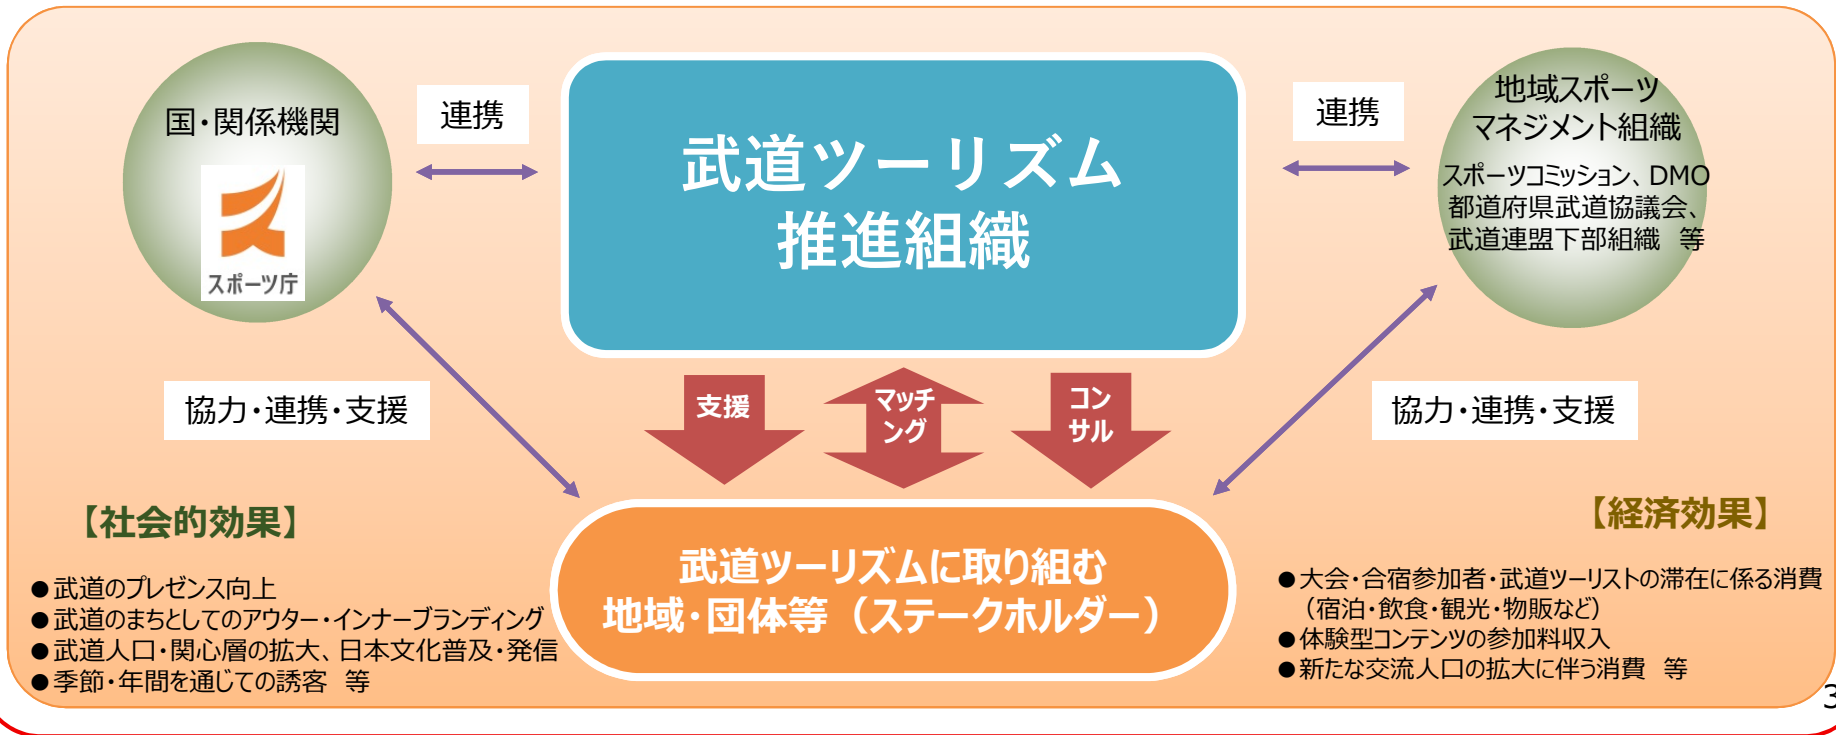 国・関係機関
スポーツ庁
連携
武道ツーリズム
推進組織
連携
地域スポーツ
マネジメント組織
スポーツコミッション、DMO
都道府県武道協議会、
武道連盟下部組織　等
協力・連携・支援
支援
マッチ
ング
コン
サル
協力・連携・支援
【社会的効果】
●武道のプレゼンス向上
●武道のまちとしてのアウター・インナーブランディング
●武道人口・関心層の拡大、日本文化普及・発信
●季節・年間を通じての誘客　等
武道ツーリズムに取り組む
地域・団体等（ステークホルダー）
【経済効果】
●大会・合宿参加者・武道ツーリストの滞在に係る消費
（宿泊・飲食・観光・物販など）
●体験型コンテンツの参加料収入
●新たな交流人口の拡大に伴う消費　等